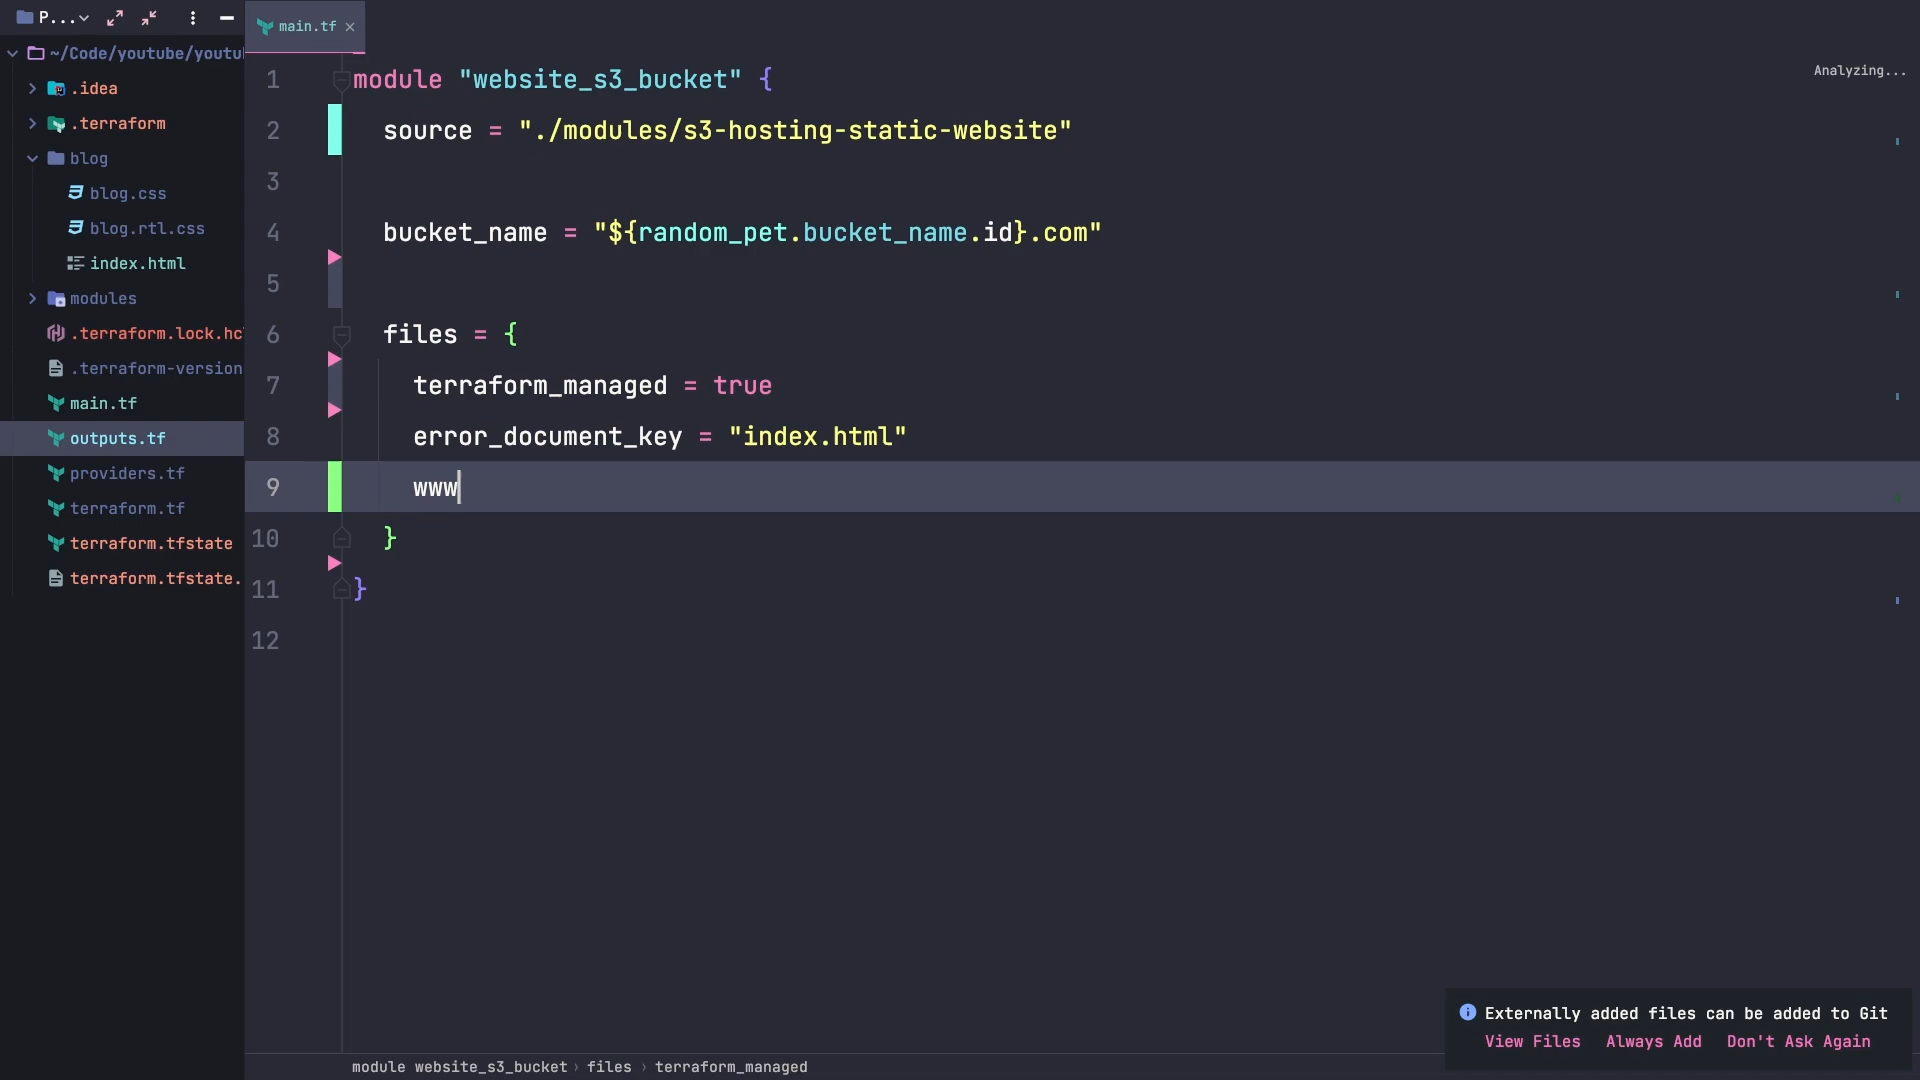 P...
~/Code/youtube/youtu
.idea
.terraform
blog
blog.css
blog.rtl.css
index.html
modules
.terraform.lock.hc
.terraform-version
main.tf
outputs.tf
providers.tf
terraform.tf
terraform.tfstate
terraform.tfstate.
main.tf
Analyzing...
1 module "website_s3_bucket" {
2 source = "./modules/s3-hosting-static-website"
3
4 bucket_name = "${random_pet.bucket_name.id}.com"
5
6 files = {
7 terraform_managed = true
8 error_document_key = "index.html"
9 www
10 }
11 }
12
Externally added files can be added to Git
View Files Always Add Don't Ask Again
module website_s3_bucket › files › terraform_managed